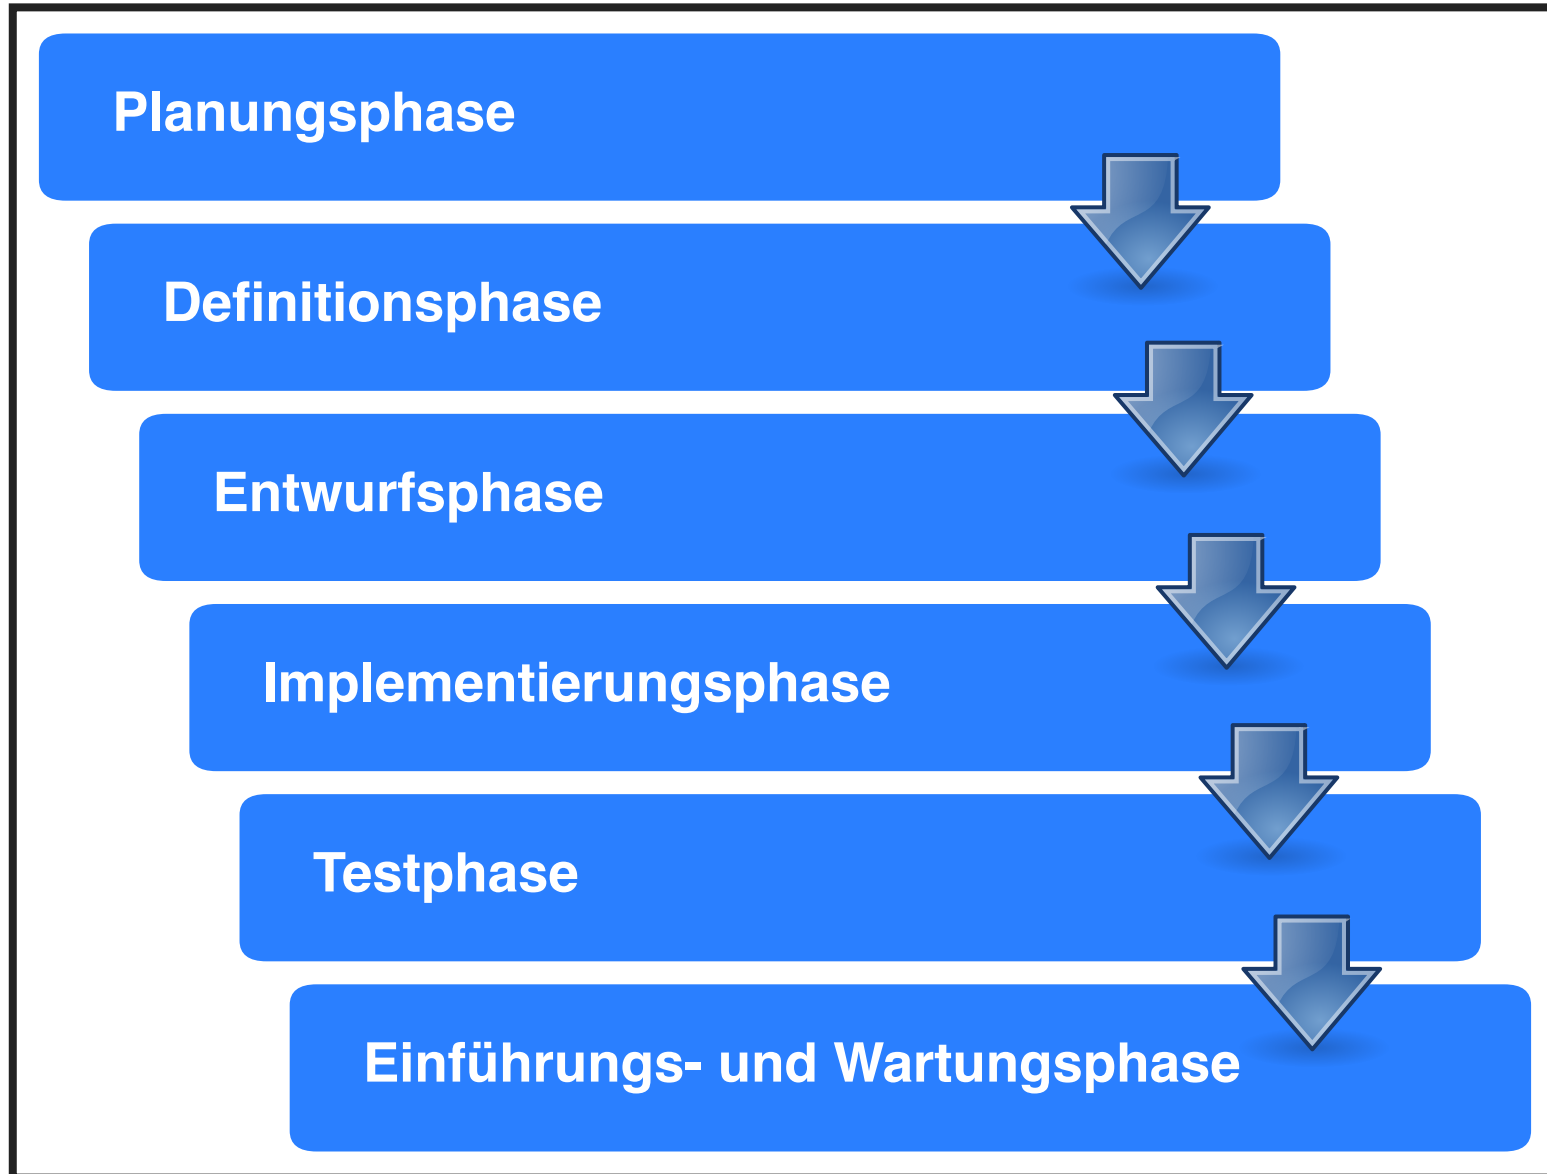 Planungsphase
Definitionsphase
Entwurfsphase
Implementierungsphase
Testphase
Einführungs- und Wartungsphase